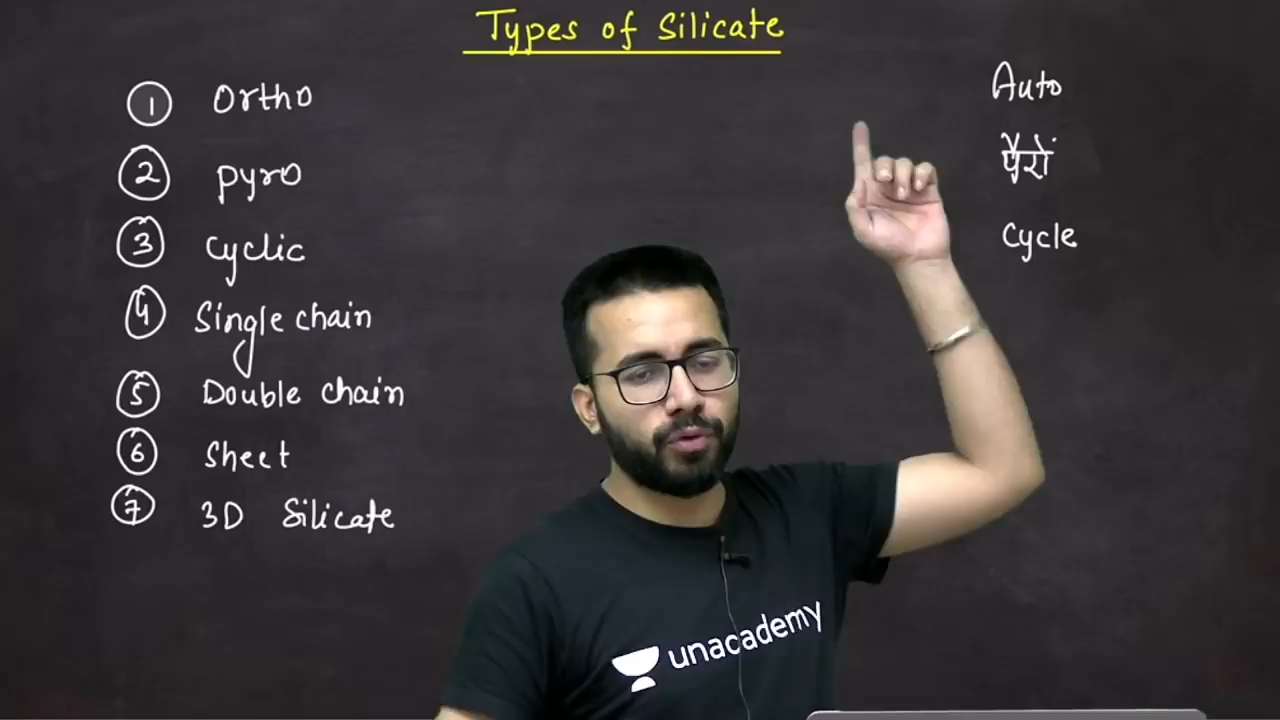 Types of Silicate
1 Ortho
2 pyro
3 cyclic
4 Single chain
5 Double chain
6 Sheet
7 3D Silicate
Auto
पैरों
Cycle
unacademy